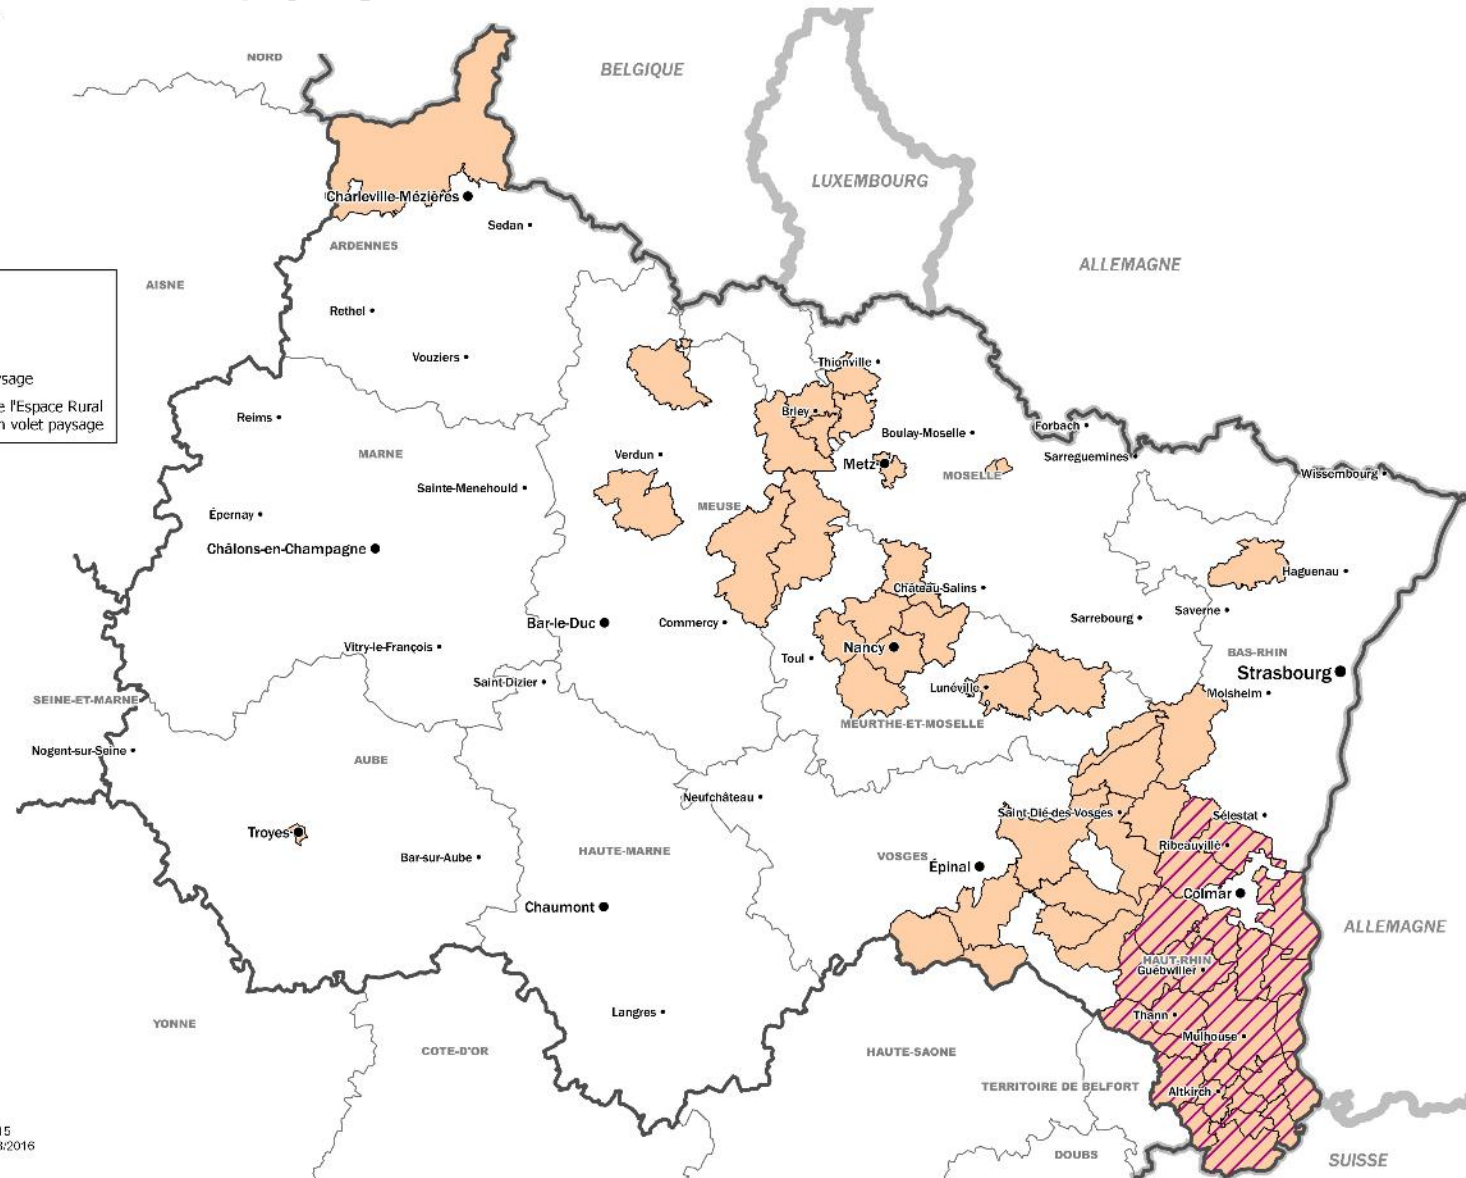 NORD
BELGIQUE
LUXEMBOURG
ALLEMAGNE
Charleville-Mézières
Sedan
ARDENNES
AISNE
Rethel
Vouziers
Thionville
Reims
Briey
Forbach
Boulay-Moselle
Sarreguemines
MARNE
Verdun
Metz
MOSELLE
Wissembourg
Sainte-Menehould
MEUSE
Épernay
Châlons-en-Champagne
Haguenau
Château-Salins
Saverne
Sarrebourg
Bar-le-Duc
Commercy
Vitry-le-François
Nancy
Toul
BAS-RHIN
Strasbourg
Saint-Dizier
Lunéville
Molsheim
SEINE-ET-MARNE
MEURTHE-ET-MOSELLE
Nogent-sur-Seine
AUBE
Neufchâteau
Saint-Dié-des-Vosges
Sélestat
Troyes
Ribeauvillé
HAUTE-MARNE
Bar-sur-Aube
VOSGES
Épinal
Colmar
Chaumont
ALLEMAGNE
HAUT-RHIN
Guebwiller
Langres
Thann
YONNE
Mulhouse
COTE-D'OR
HAUTE-SAONE
TERRITOIRE DE BELFORT
Altkirch
DOUBS
SUISSE
e l'Espace Rural
volet paysage